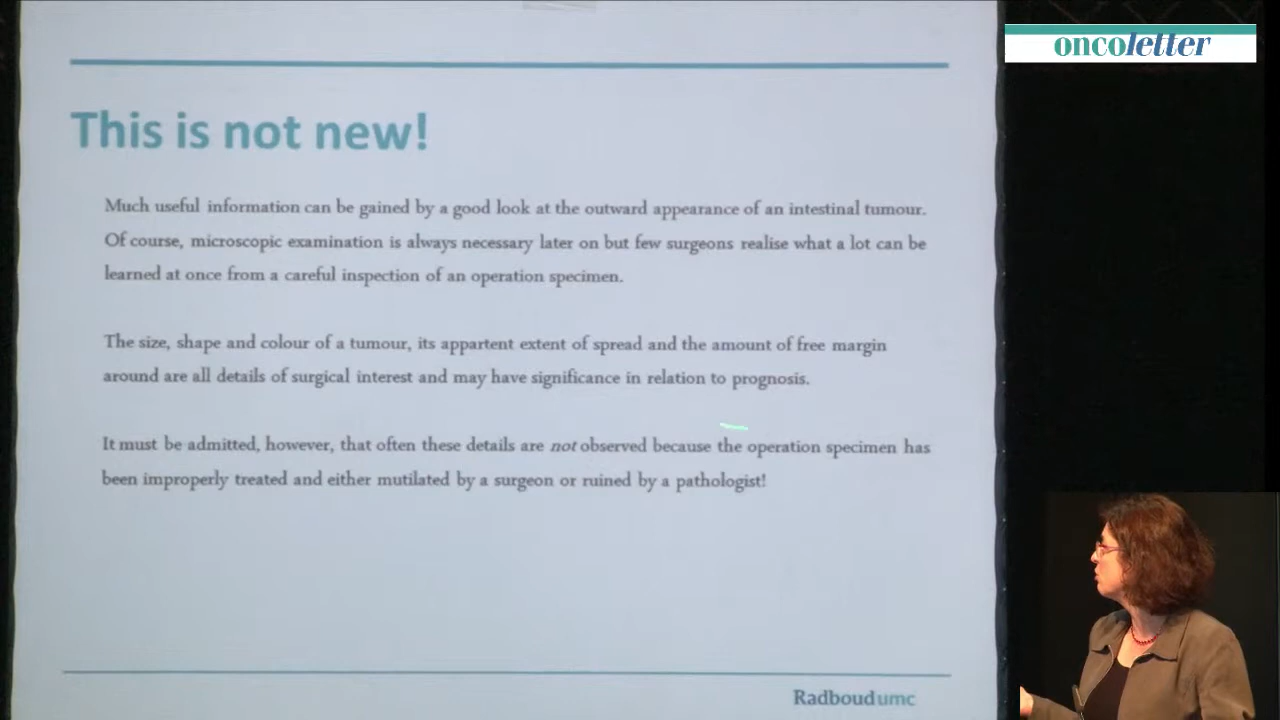 oncoletter
This is not new!
Much useful information can be gained by a good look at the outward appearance of an intestinal tumour.
Of course, microscopic examination is always necessary later on but few surgeons realise what a lot can be
learned at once from a careful inspection of an operation specimen.
The size, shape and colour of a tumour, its appartent extent of spread and the amount of free margin
around are all details of surgical interest and may have significance in relation to prognosis.
It must be admitted, however, that often these details are not observed because the operation specimen has
been improperly treated and either mutilated by a surgeon or ruined by a pathologist!
Radboudumc